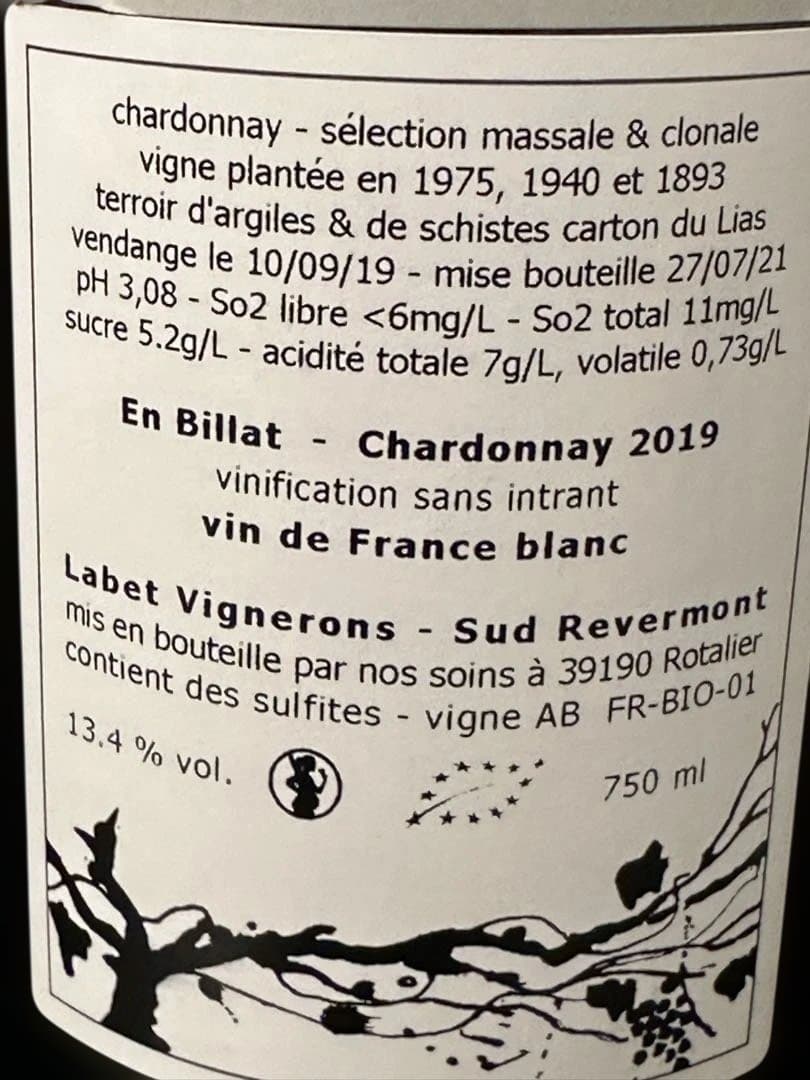 chardonnay - sélection massale & clonale
vigne plantée en 1975, 1940 et 1893
terroir d'argiles & de schistes carton du Lias
vendange le 10/09/19 - mise bouteille 27/07/21
pH 3,08 - So2 libre <6mg/L - So2 total 11mg/L
sucre 5.2g/L - acidité totale 7g/L, volatile 0,73g/L
En Billat - Chardonnay 2019
vinification sans intrant
vin de France blanc
Labet Vignerons - Sud Revermont
mis en bouteille par nos soins à 39190 Rotalier
contient des sulfites - vigne AB FR-BIO-01
13.4 % vol. 750 ml